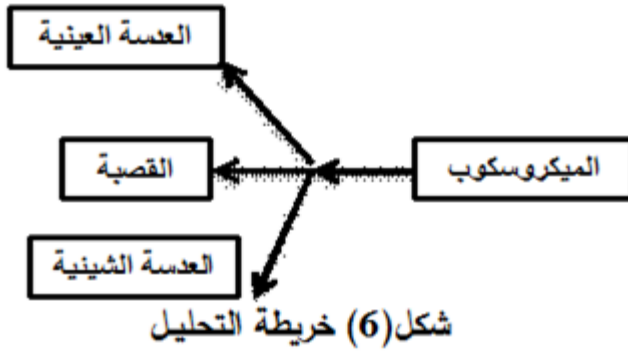 العدسة العينية
الميكروسكوب
القصبة
العدسة الشيئية
شكل(6) خريطة التحليل